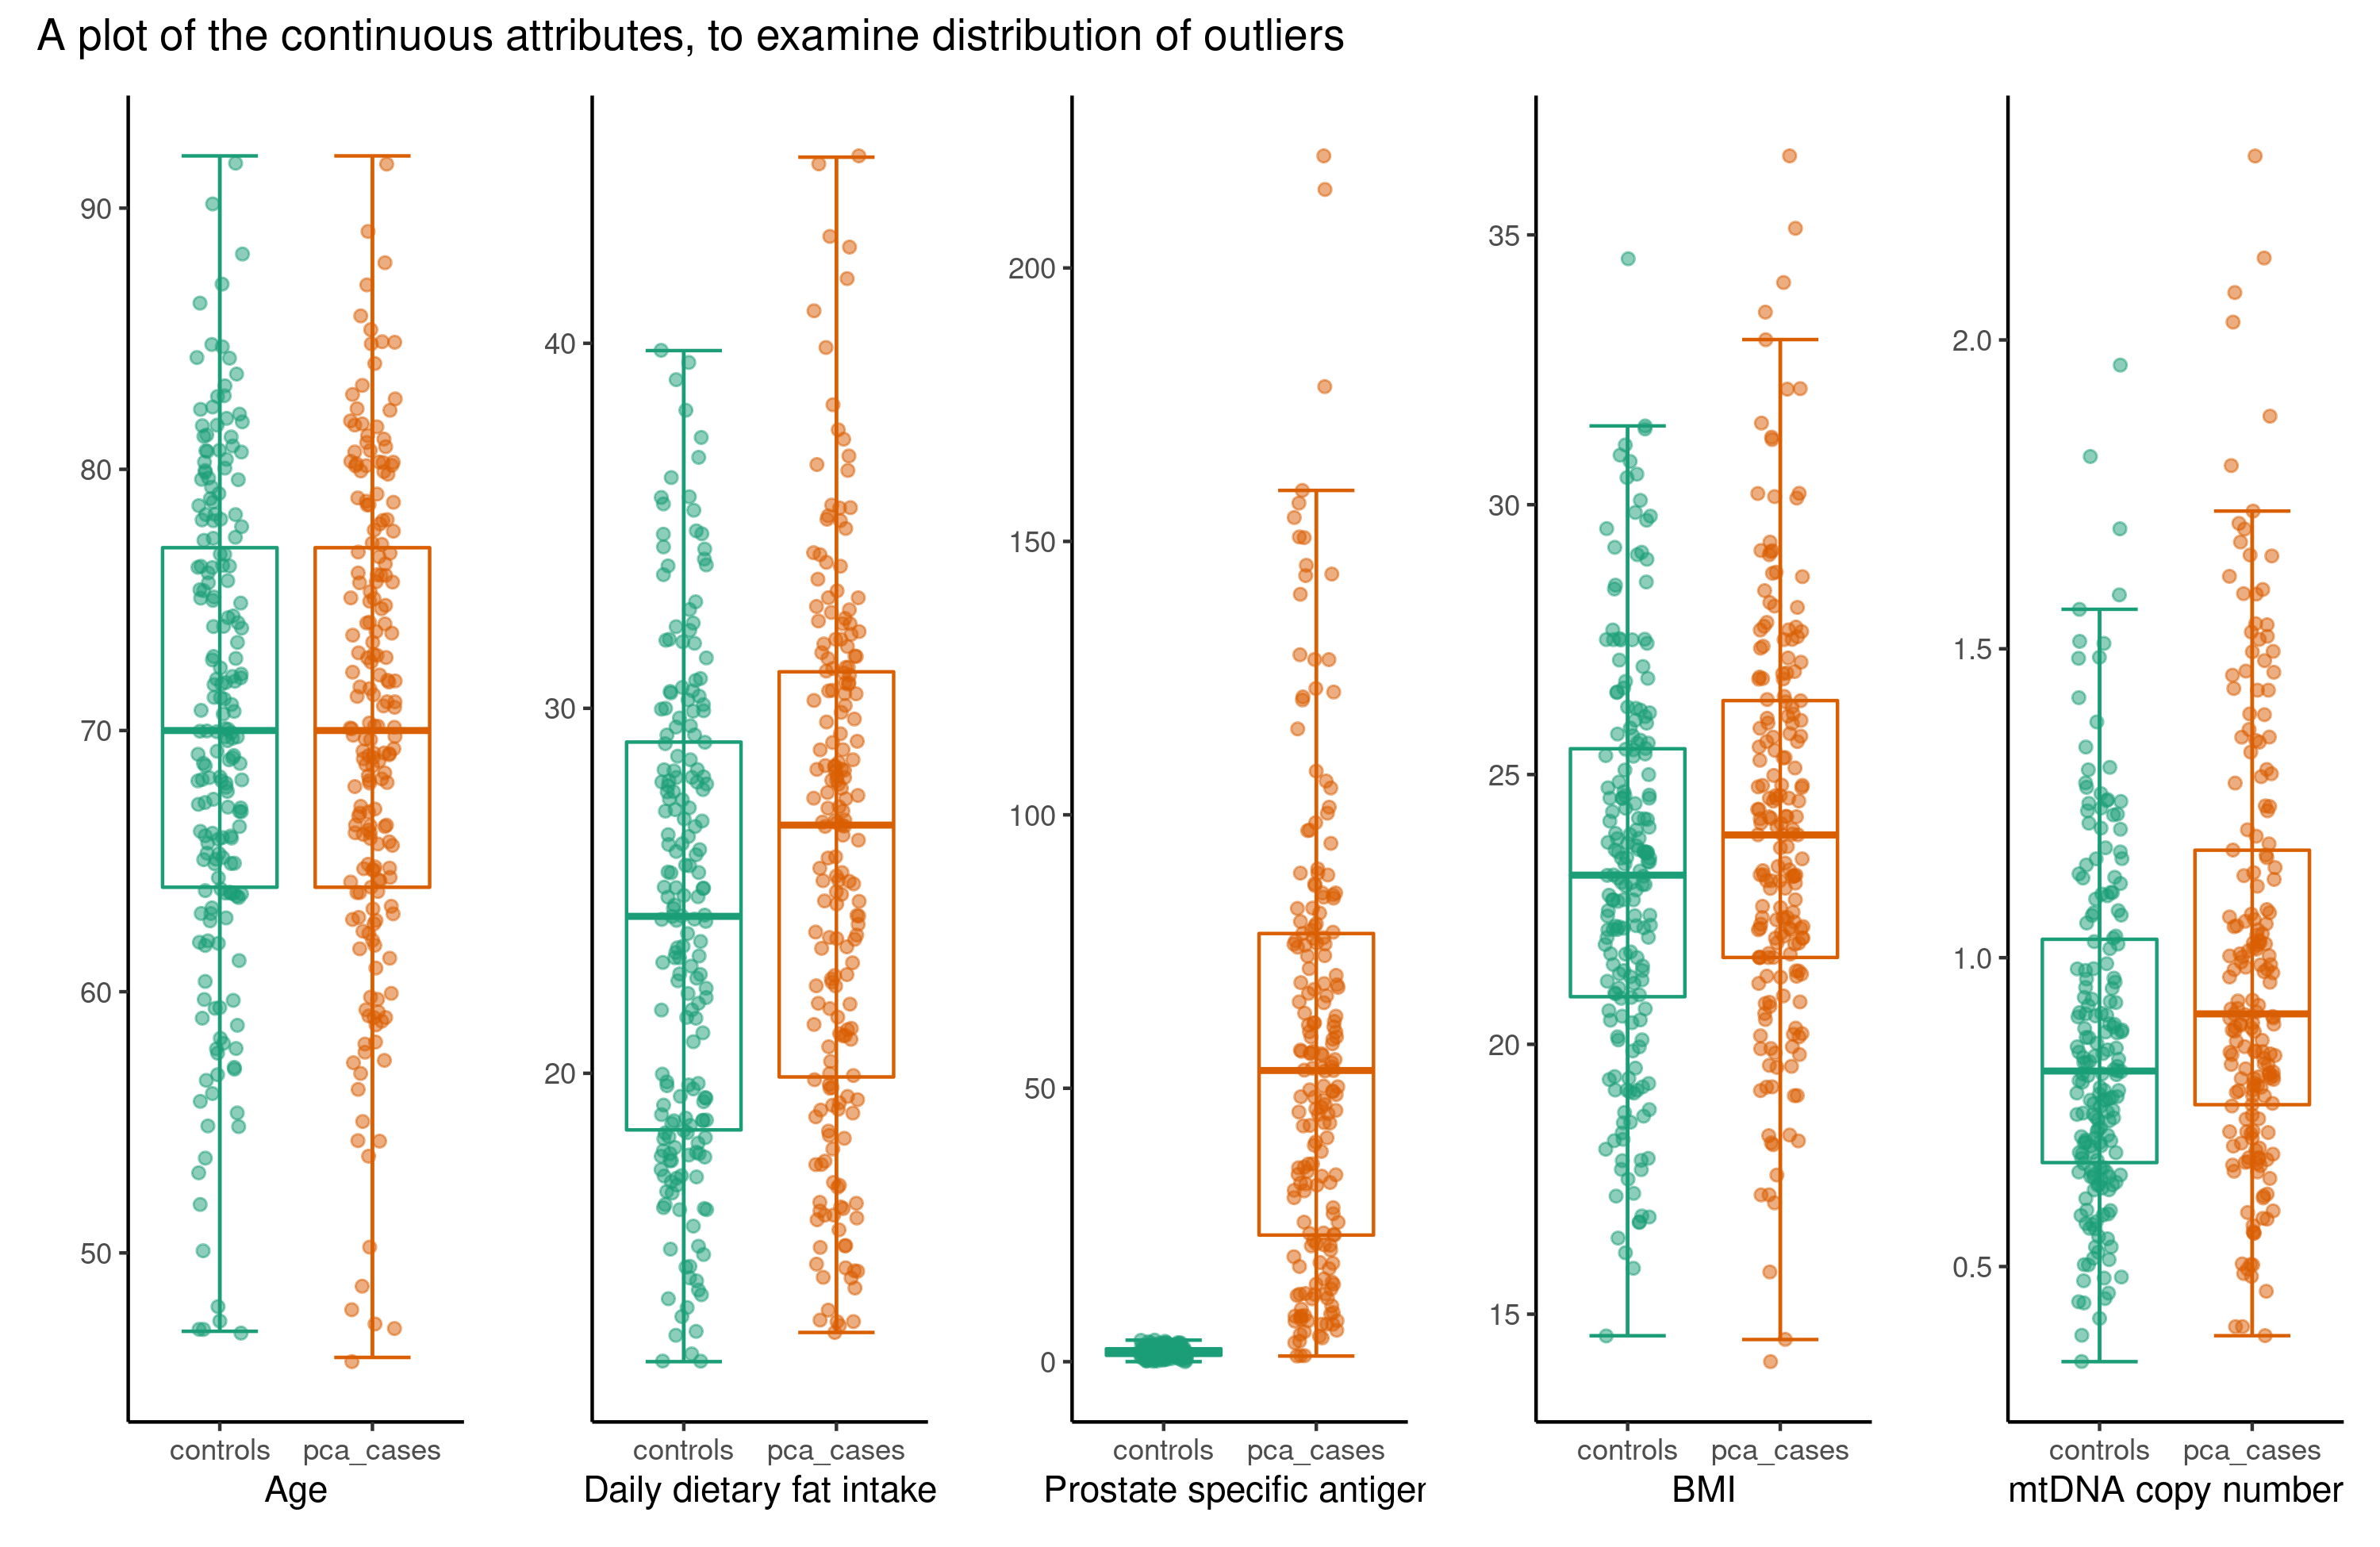 A plot of the continuous attributes, to examine distribution of outliers
90
80
70
60
50
controls pca_cases
Age
40
30
20
controls pca_cases
Daily dietary fat intake
200
150
100
50
0
controls pca_cases
Prostate specific antigen
35
30
25
20
15
controls pca_cases
BMI
2.0
1.5
1.0
0.5
controls pca_cases
mtDNA copy number